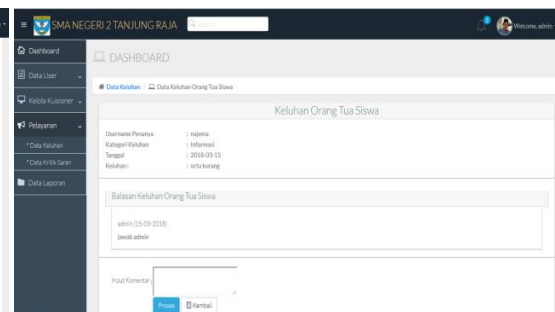 SMA NEGERI 2 TANJUNG RAJA
Welcome, admin
Dashboard
Data User
Kelola Kuisioner
Pelayanan
Data Keluhan
Data Kritik Saran
Data Laporan
DASHBOARD
Data Keluhan / Data Keluhan Orang Tua Siswa
Keluhan Orang Tua Siswa
Username Penanya : najema
Kategori Keluhan : Informasi
Tanggal : 2018-03-15
Keluhan : : ortu kurang
Balasan Keluhan Orang Tua Siswa
admin (15-03-2018)
jawab admin
Input Komentar :
Proses Kembali